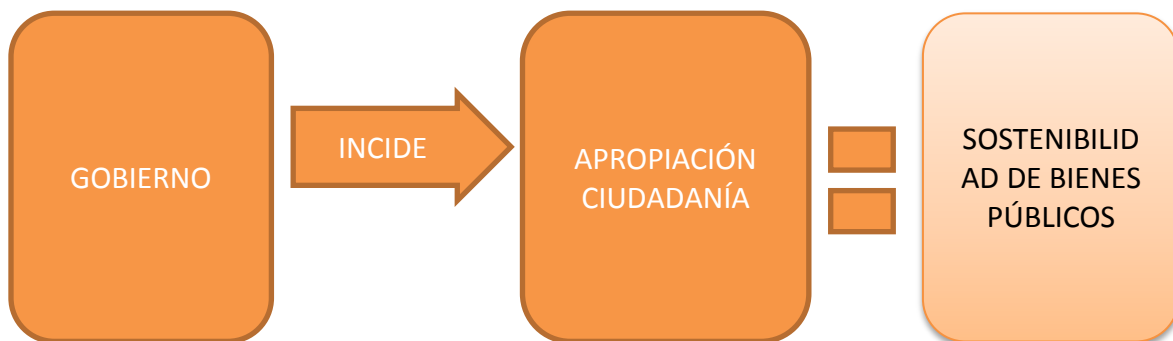 GOBIERNO
INCIDE
APROPIACIÓN
CIUDADANÍA
SOSTENIBILID
AD DE BIENES
PÚBLICOS